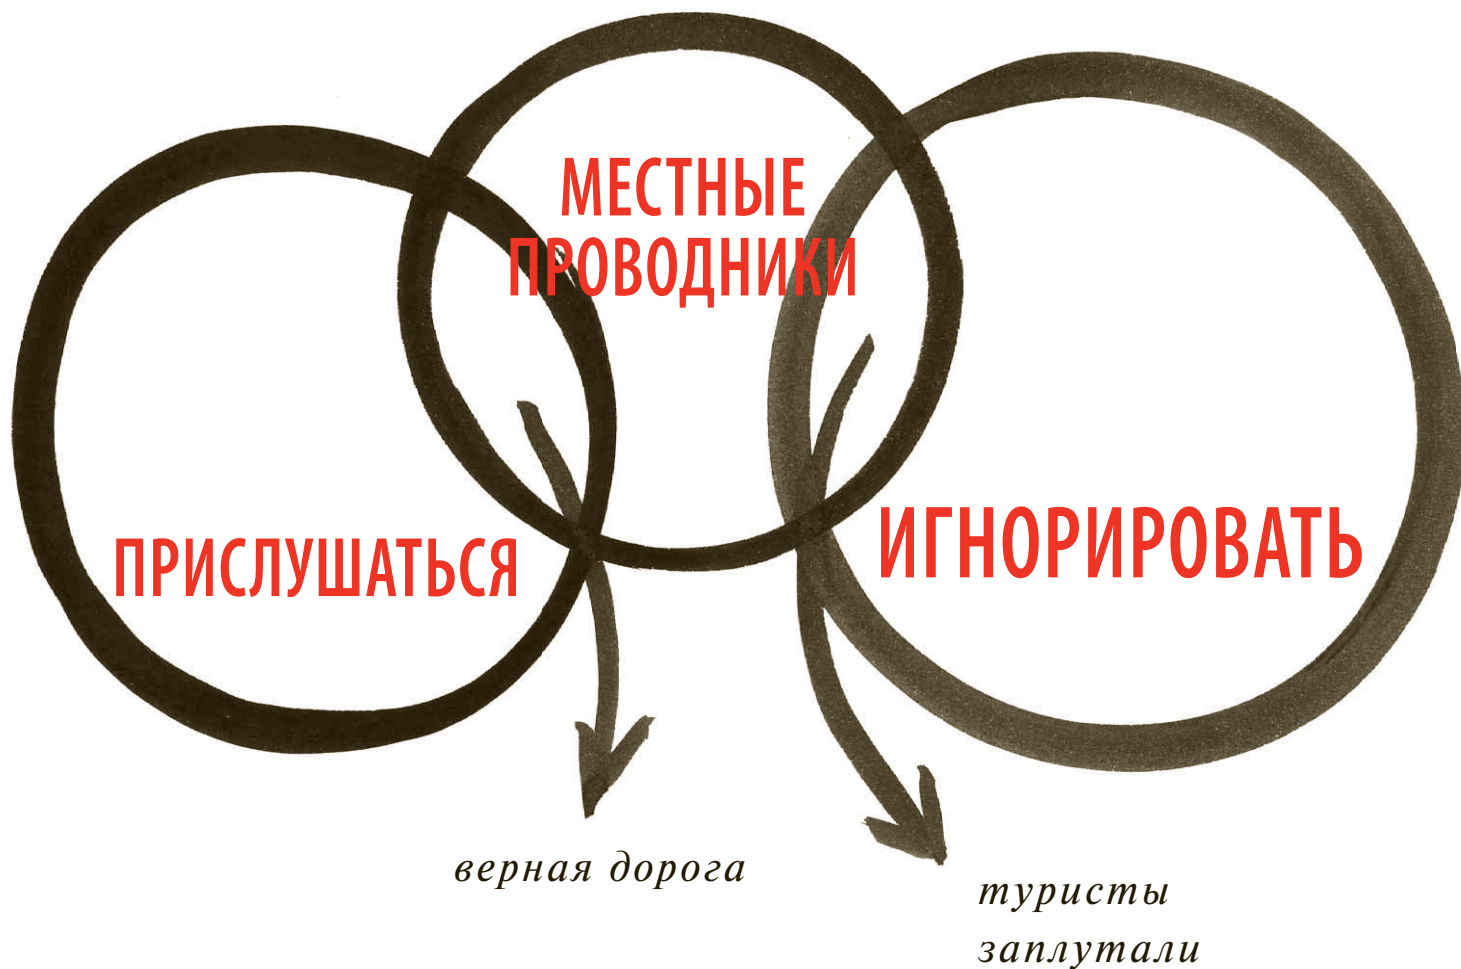 МЕСТНЫЕ
ПРОВОДНИКИ
ПРИСЛУШАТЬСЯ
ИГНОРИРОВАТЬ
верная дорога
туристы
заплутали